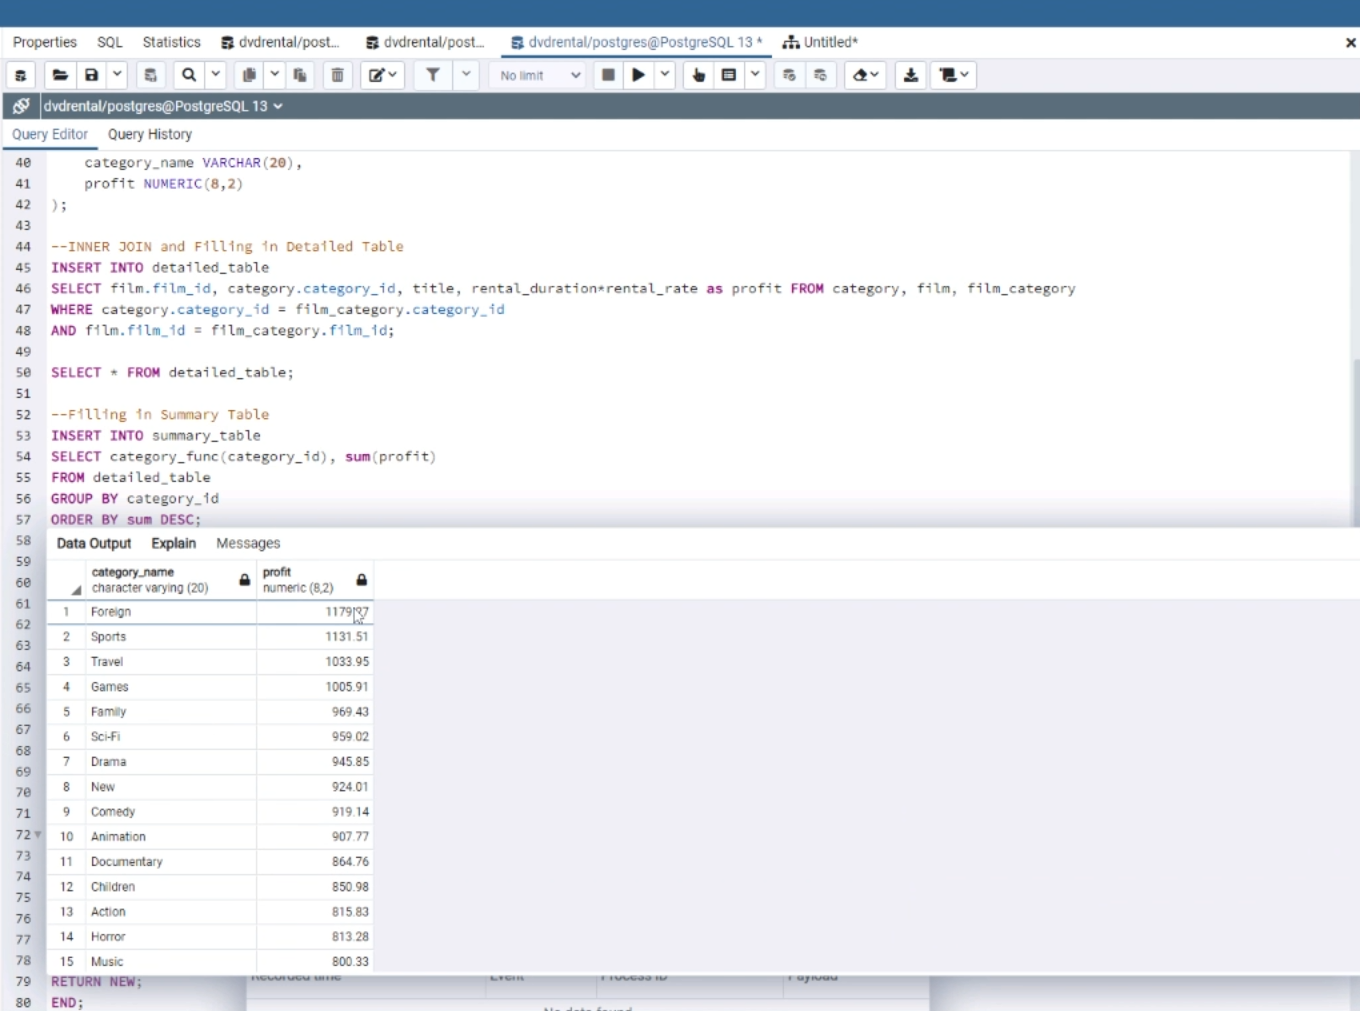 Properties SQL Statistics dvdrental/post... dvdrental/post... dvdrental/postgres@PostgreSQL 13 * Untitled*
No limit
dvdrental/postgres@PostgreSQL 13
Query Editor Query History
40 category_name VARCHAR(20),
41 profit NUMERIC(8,2)
42 );
43
44 --INNER JOIN and Filling in Detailed Table
45 INSERT INTO detailed_table
46 SELECT film.film_id, category.category_id, title, rental_duration*rental_rate as profit FROM category, film, film_category
47 WHERE category.category_id = film_category.category_id
48 AND film.film_id = film_category.film_id;
49
50 SELECT * FROM detailed_table;
51
52 --Filling in Summary Table
53 INSERT INTO summary_table
54 SELECT category_func(category_id), sum(profit)
55 FROM detailed_table
56 GROUP BY category_id
57 ORDER BY sum DESC;
58 Data Output Explain Messages
59
60 category_name profit
character varying (20) numeric (8,2)
61 1 Foreign
62 2 Sports 1131.51
63
64 3 Travel 1033.95
65 4 Games 1005.91
66 5 Family 969.43
67 6 Sci-Fi 959.02
68
69 7 Drama 945.85
70 8 New 924.01
71 9 Comedy 919.14
72 10 Animation 907.77
73 11 Documentary 864.76
74
75 12 Children 850.98
76 13 Action 815.83
77 14 Horror 813.28
78 15 Music 800.33
79 RETURN NEW; Recorded time Event Process ID Payload
80 END; No data found